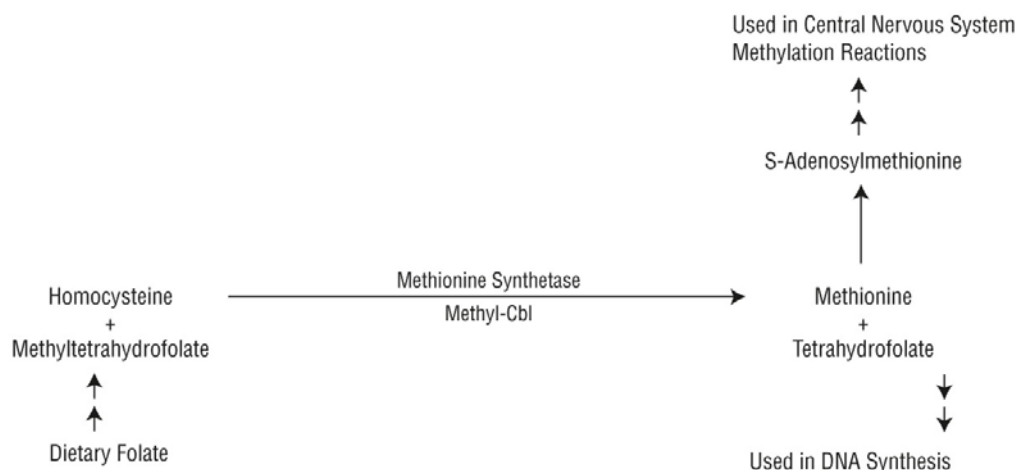 Used in Central Nervous System
Methylation Reactions
S-Adenosylmethionine
Methionine Synthetase
Homocysteine
Methionine
Methyl-Cbl
+
+
Methyltetrahydrofolate
Tetrahydrofolate
Dietary Folate
Used in DNA Synthesis